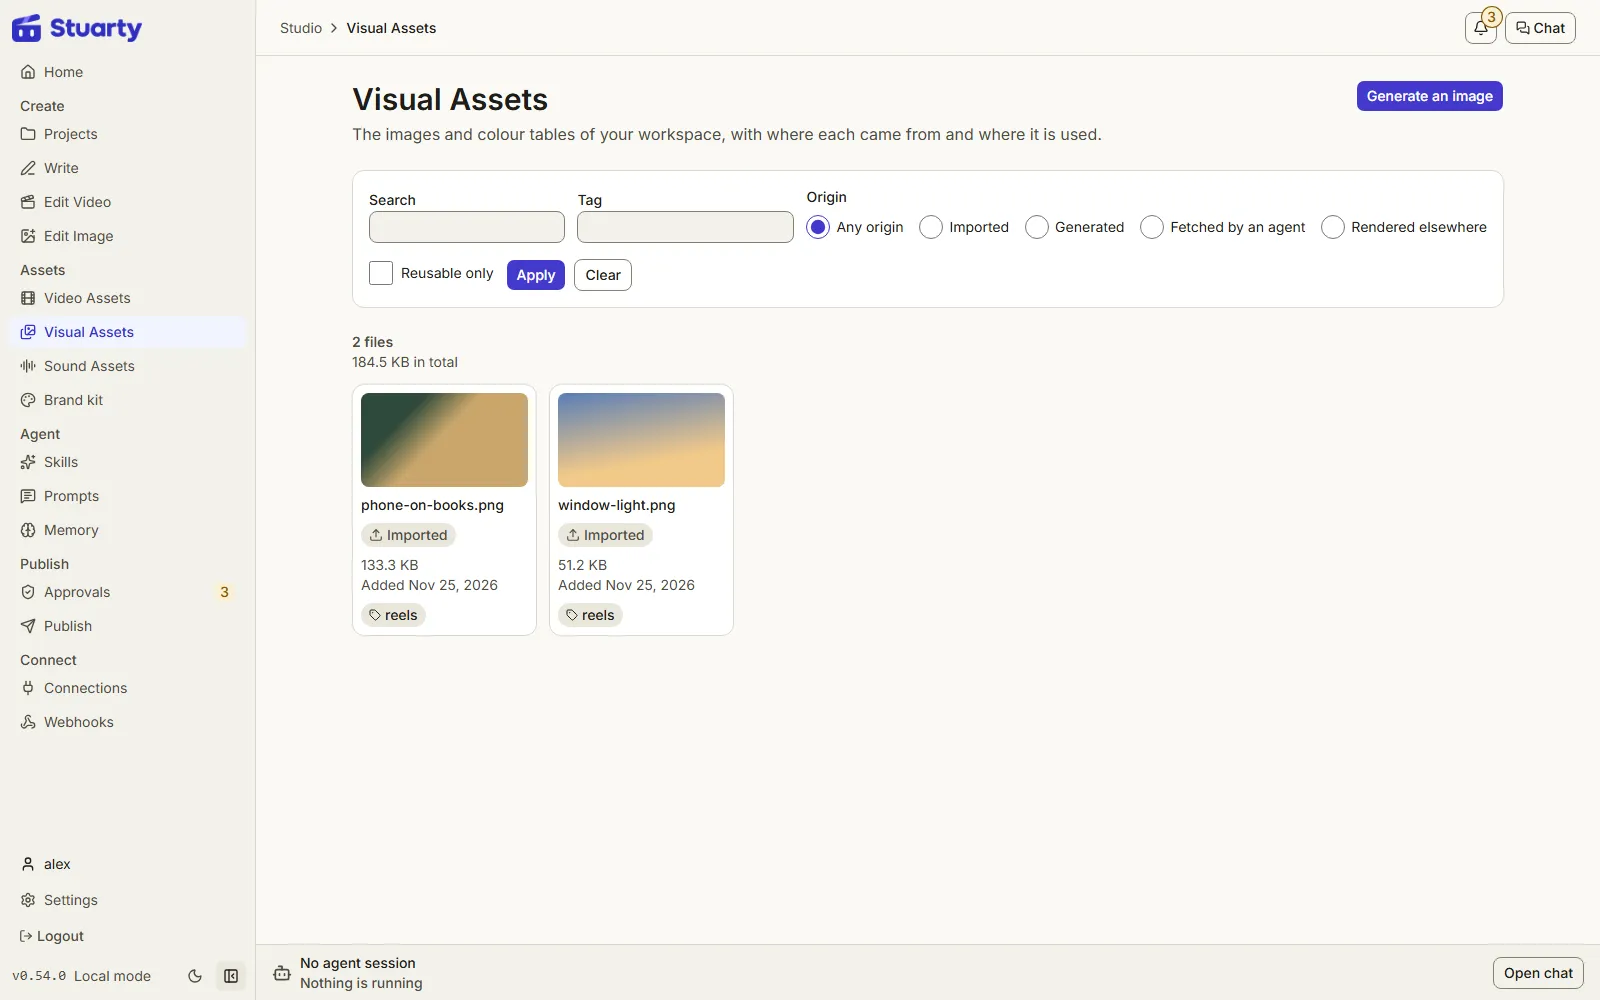 Stuarty
Home
Create
Projects
Write
Edit Video
Edit Image
Assets
Video Assets
Visual Assets
Sound Assets
Brand kit
Agent
Skills
Prompts
Memory
Publish
Approvals 3
Publish
Connect
Connections
Webhooks
alex
Settings
Logout
v0.54.0 Local mode
Studio > Visual Assets
3
Chat
Visual Assets
Generate an image
The images and colour tables of your workspace, with where each came from and where it is used.
Search
Tag
Origin
Any origin
Imported
Generated
Fetched by an agent
Rendered elsewhere
Reusable only
Apply
Clear
2 files
184.5 KB in total
phone-on-books.png
Imported
133.3 KB
Added Nov 25, 2026
reels
window-light.png
Imported
51.2 KB
Added Nov 25, 2026
reels
No agent session
Nothing is running
Open chat